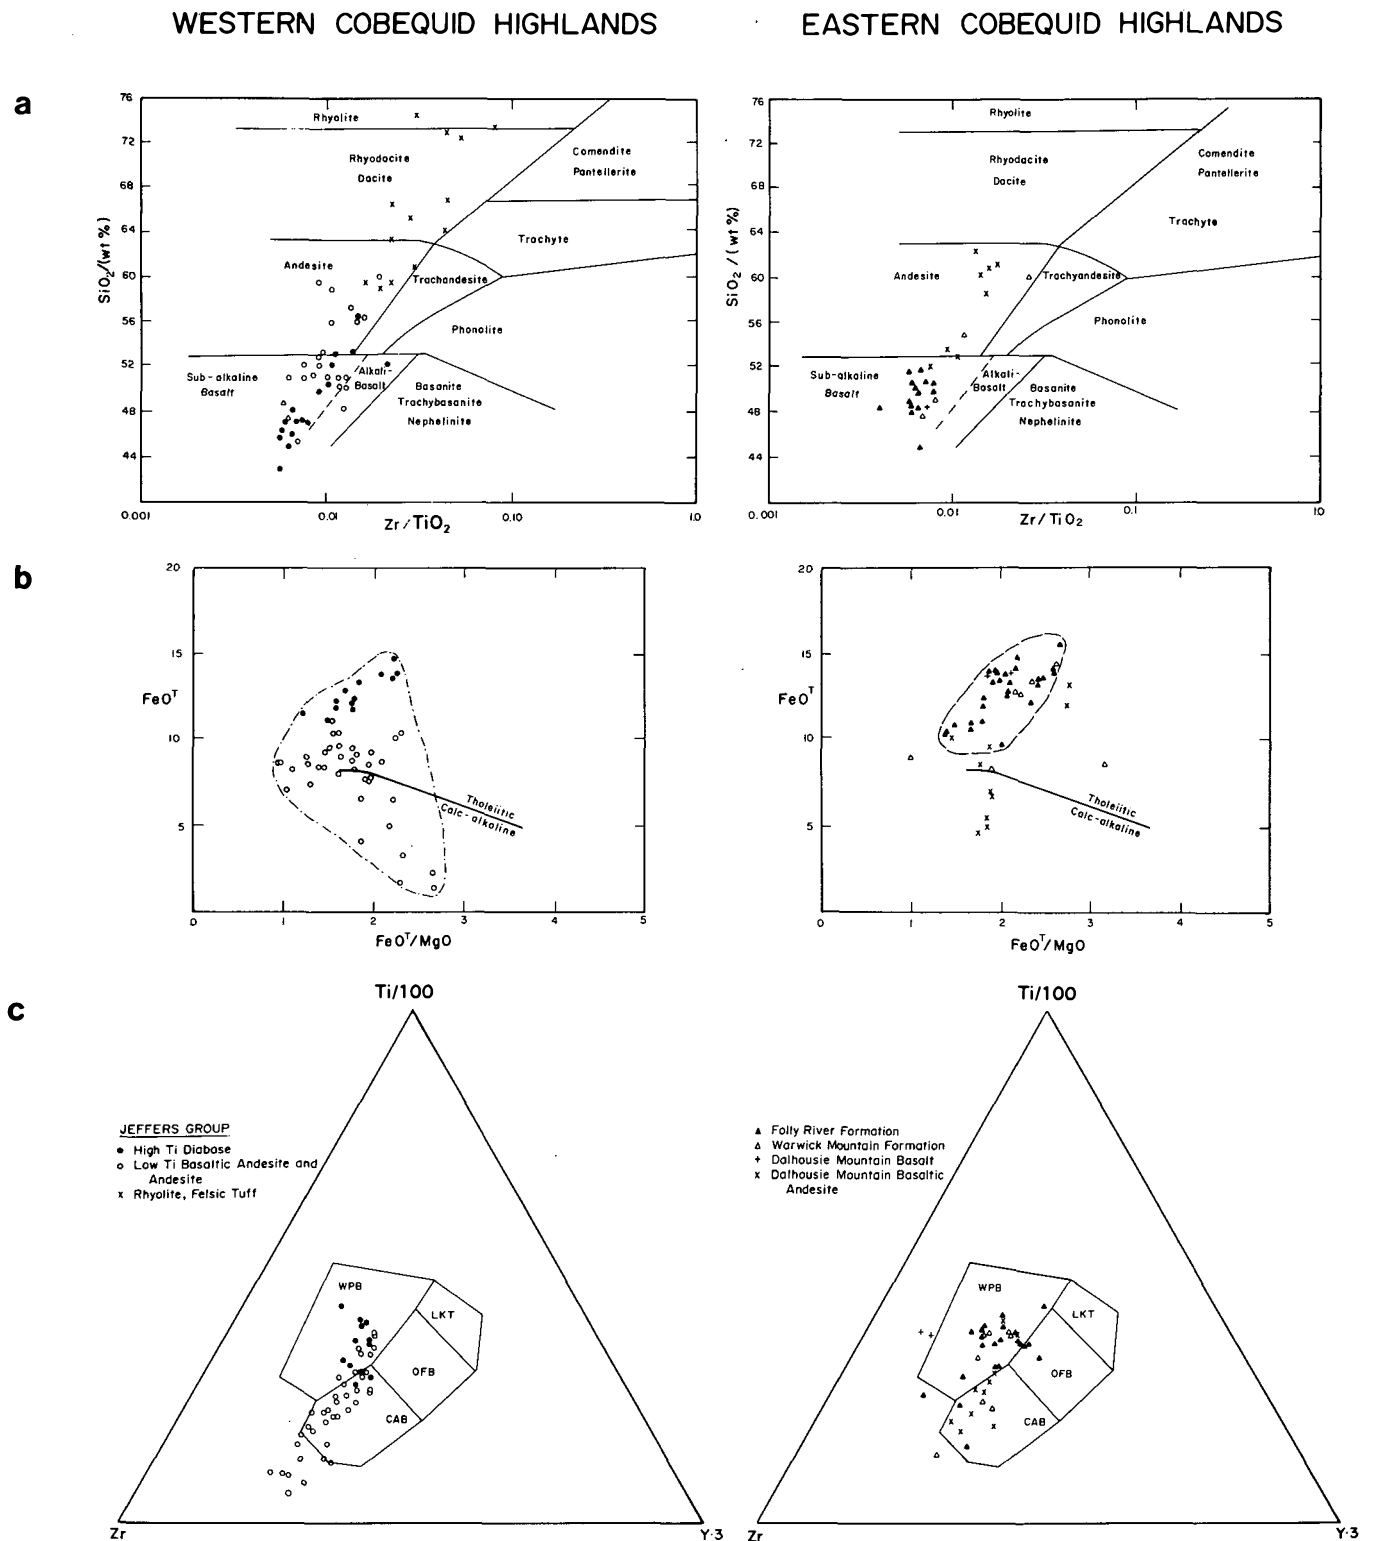 WESTERN COBEQUID HIGHLANDS
EASTERN COBEQUID HIGHLANDS
a
76
72
68
64
60
56
52
48
44
SiO2/(wt %)
Rhyolite
Rhyodacite
Dacite
Comendite
Pantellerite
Trachyte
Andesite
Trachandesite
Phonolite
Sub-alkaline
Basalt
Alkali-
Basalt
Basanite
Trachybasanite
Nephelinite
0.001
0.01
0.10
1.0
Zr/TiO2
76
72
68
64
60
56
52
48
44
SiO2/(wt %)
Rhyolite
Rhyodacite
Dacite
Comendite
Pantellerite
Trachyte
Andesite
Trachyandesite
Phonolite
Sub-alkaline
Basalt
Alkali-
Basalt
Basanite
Trachybasanite
Nephelinite
0.001
0.01
0.1
1.0
Zr/TiO2
b
20
15
10
5
FeOT
Tholeiitic
Calc-alkaline
0
1
2
3
4
5
FeOT/MgO
20
15
10
5
FeOT
Tholeiitic
Calc-alkaline
0
1
2
3
4
5
FeOT/MgO
c
Ti/100
JEFFERS GROUP
High Ti Diabase
Low Ti Basaltic Andesite and
Andesite
x Rhyolite, Felsic Tuff
WPB
LKT
OFB
CAB
Zr
Y·3
Ti/100
Folly River Formation
Warwick Mountain Formation
+ Dalhousie Mountain Basalt
x Dalhousie Mountain Basaltic
Andesite
WPB
LKT
OFB
CAB
Zr
Y·3